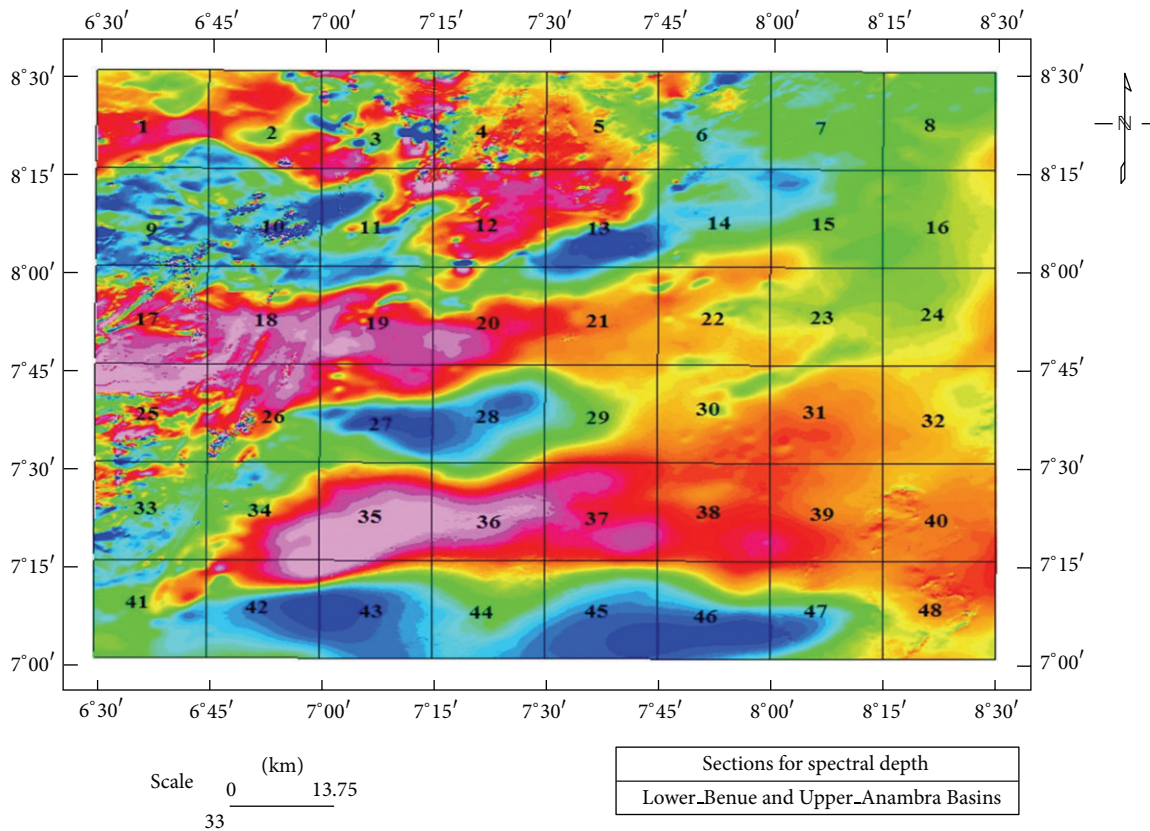 6°30′ 6°45′ 7°00′ 7°15′ 7°30′ 7°45′ 8°00′ 8°15′ 8°30′
8°30′ 8°30′
N
1 2 3 4 5 6 7 8
8°15′ 8°15′
9 10 11 12 13 14 15 16
8°00′ 8°00′
17 18 19 20 21 22 23 24
7°45′ 7°45′
25 26 27 28 29 30 31 32
7°30′ 7°30′
33 34 35 36 37 38 39 40
7°15′ 7°15′
41 42 43 44 45 46 47 48
7°00′ 7°00′
6°30′ 6°45′ 7°00′ 7°15′ 7°30′ 7°45′ 8°00′ 8°15′ 8°30′
(km)
Scale 0 13.75
33
Sections for spectral depth
Lower_Benue and Upper_Anambra Basins